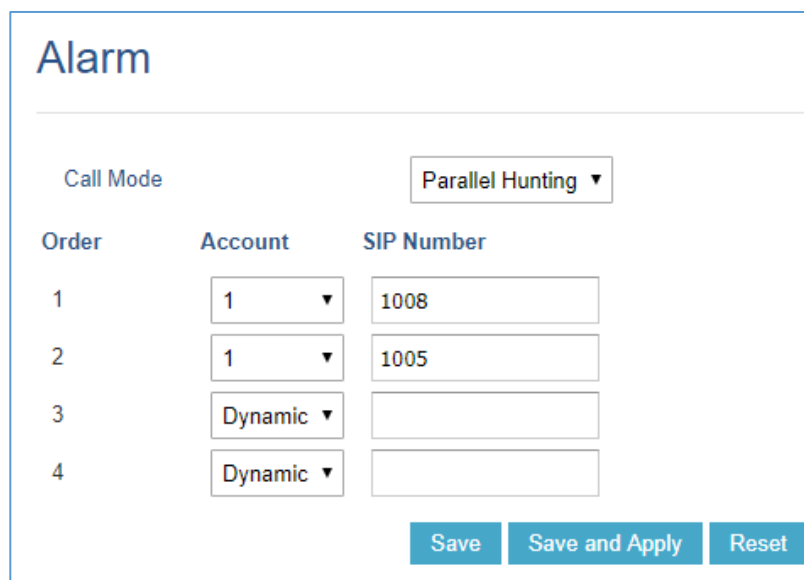 Alarm
Call Mode Parallel Hunting
Order Account SIP Number
1 1 1008
2 1 1005
3 Dynamic
4 Dynamic
Save Save and Apply Reset